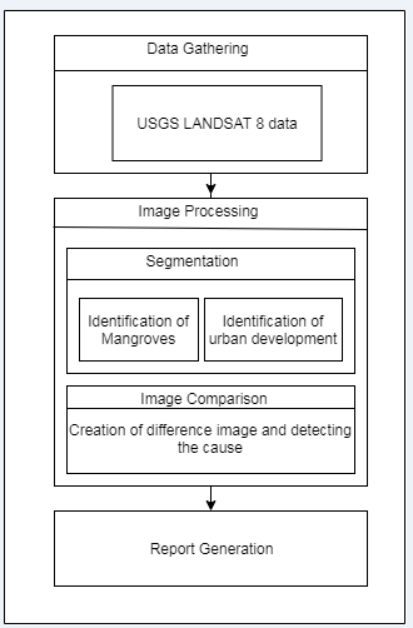 Data Gathering
USGS LANDSAT 8 data
Image Processing
Segmentation
Identification of
Mangroves
Identification of
urban development
Image Comparison
Creation of difference image and detecting
the cause
Report Generation